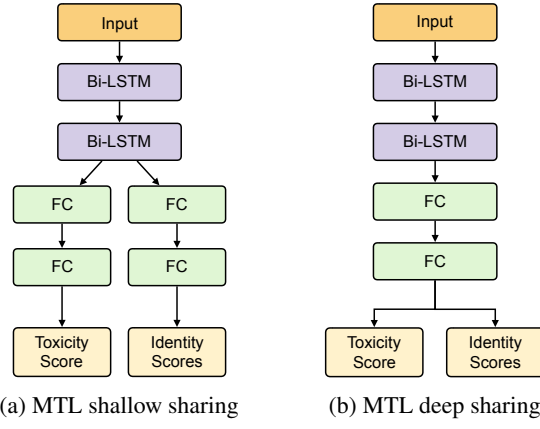 Input
Bi-LSTM
Bi-LSTM
FC
FC
FC
FC
Toxicity
Score
Identity
Scores
(a) MTL shallow sharing
Input
Bi-LSTM
Bi-LSTM
FC
FC
Toxicity
Score
Identity
Scores
(b) MTL deep sharing